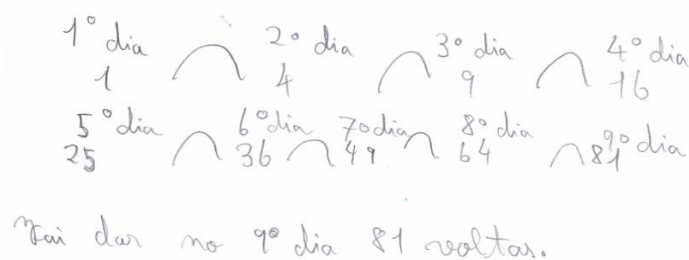 1º dia 2º dia 3º dia 4º dia
1 4 9 16
5º dia 6º dia 7º dia 8º dia 9º dia
25 36 49 64 81
Vai dar no 9º dia 81 voltas.